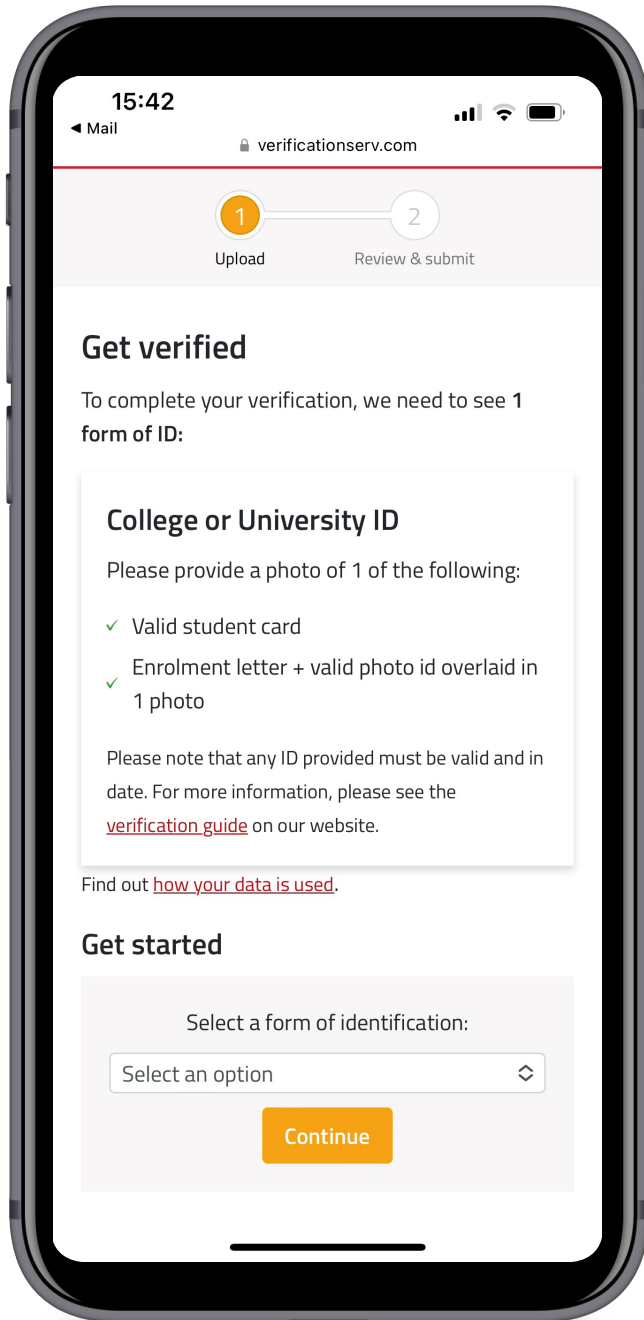 15:42
◀ Mail
verificationserv.com
1
2
Upload
Review & submit
Get verified
To complete your verification, we need to see 1
form of ID:
College or University ID
Please provide a photo of 1 of the following:
✓ Valid student card
✓ Enrolment letter + valid photo id overlaid in
1 photo
Please note that any ID provided must be valid and in
date. For more information, please see the
verification guide on our website.
Find out how your data is used.
Get started
Select a form of identification:
Select an option
Continue